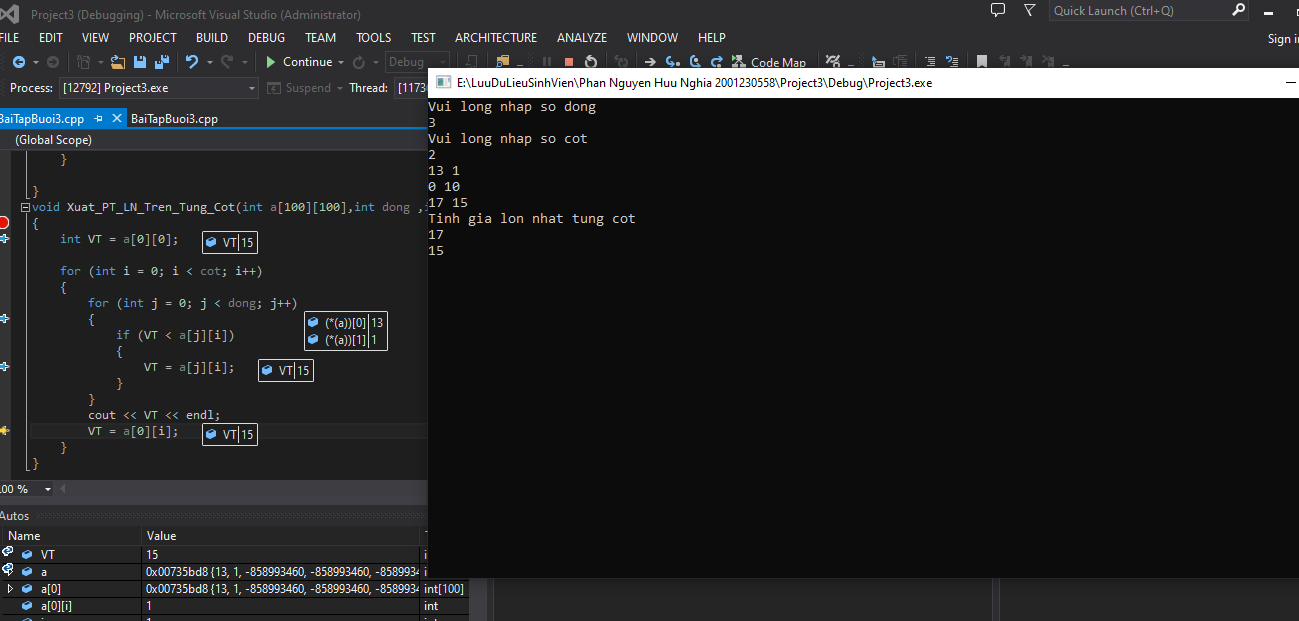 Project3 (Debugging) - Microsoft Visual Studio (Administrator)
Quick Launch (Ctrl+Q)
FILE EDIT VIEW PROJECT BUILD DEBUG TEAM TOOLS TEST ARCHITECTURE ANALYZE WINDOW HELP
Sign in
Continue Debug Code Map
Process: [12792] Project3.exe Suspend Thread: [1173
BaiTapBuoi3.cpp BaiTapBuoi3.cpp
(Global Scope)
}
}
void Xuat_PT_LN_Tren_Tung_Cot(int a[100][100],int dong ,i
{
int VT = a[0][0]; VT 15
for (int i = 0; i < cot; i++)
{
for (int j = 0; j < dong; j++)
{ (*(a))[0] 13
if (VT < a[j][i]) (*(a))[1] 1
{
VT = a[j][i]; VT 15
}
}
cout << VT << endl;
VT = a[0][i]; VT 15
}
}
100 %
Autos
Name Value
VT 15 i
a 0x00735bd8 {13, 1, -858993460, -858993460, -858993 i
a[0] 0x00735bd8 {13, 1, -858993460, -858993460, -858993 int[100]
a[0][i] 1 int
E:\LuuDuLieuSinhVien\Phan Nguyen Huu Nghia 2001230558\Project3\Debug\Project3.exe
Vui long nhap so dong
3
Vui long nhap so cot
2
13 1
0 10
17 15
Tinh gia lon nhat tung cot
17
15